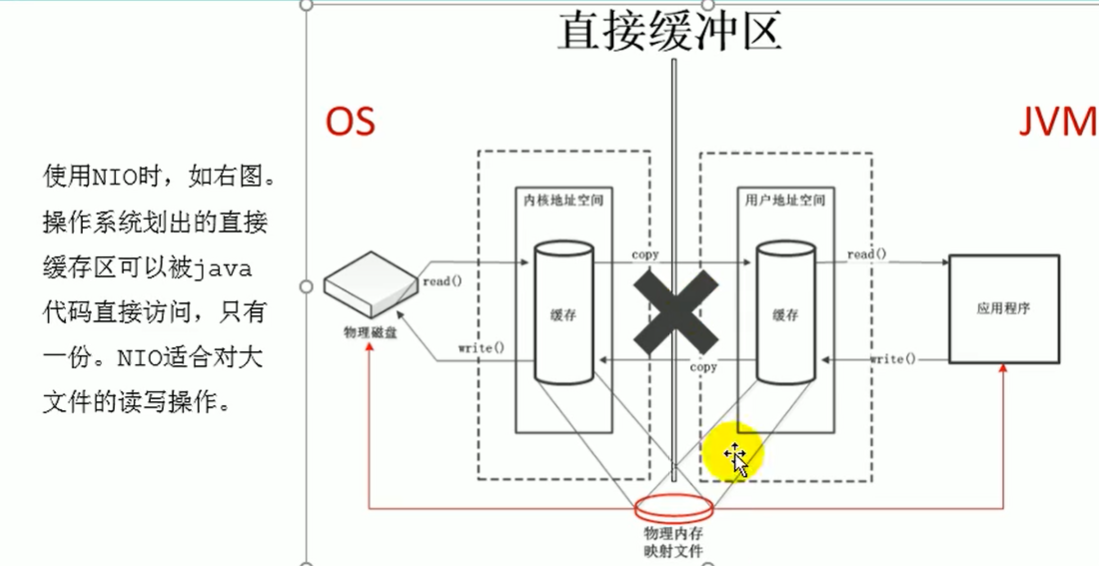 直接缓冲区
OS
JVM
使用NIO时，如右图。
操作系统划出的直接
缓存区可以被java
代码直接访问，只有
一份。NIO适合对大
文件的读写操作。
内核地址空间
用户地址空间
copy
read()
read()
物理磁盘
缓存
缓存
应用程序
write()
copy
write()
物理内存
映射文件